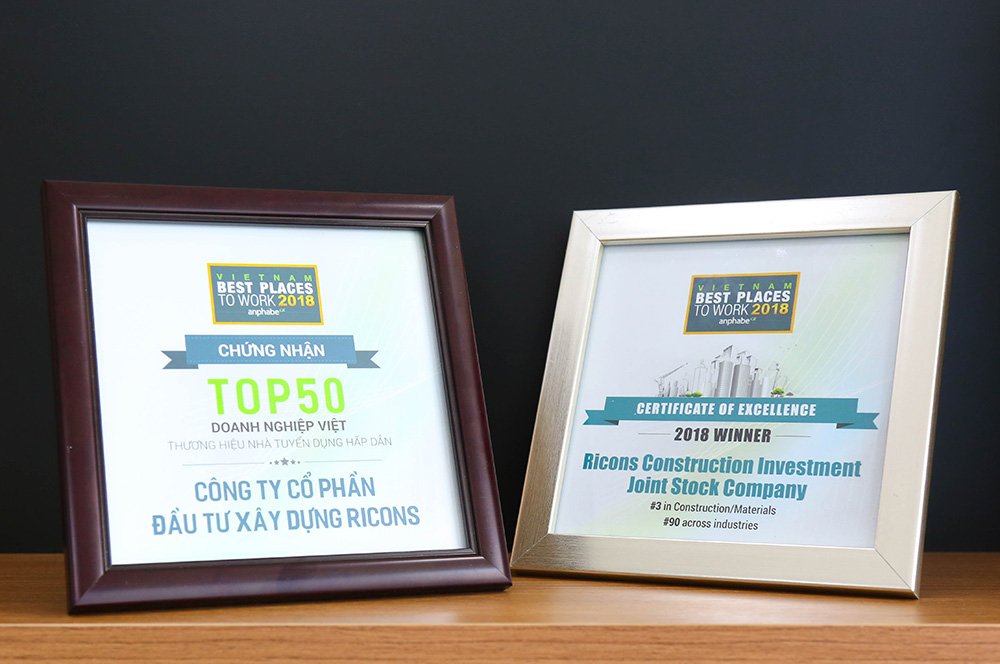 VIETNAM
BEST PLACES
TO WORK 2018
anphabe
CHỨNG NHẬN
TOP50
DOANH NGHIỆP VIỆT
THƯƠNG HIỆU NHÀ TUYỂN DỤNG HẤP DẪN
CÔNG TY CỔ PHẦN
ĐẦU TƯ XÂY DỰNG RICONS
VIETNAM
BEST PLACES
TO WORK 2018
anphabe
CERTIFICATE OF EXCELLENCE
2018 WINNER
Ricons Construction Investment
Joint Stock Company
#3 in Construction/Materials
#90 across industries